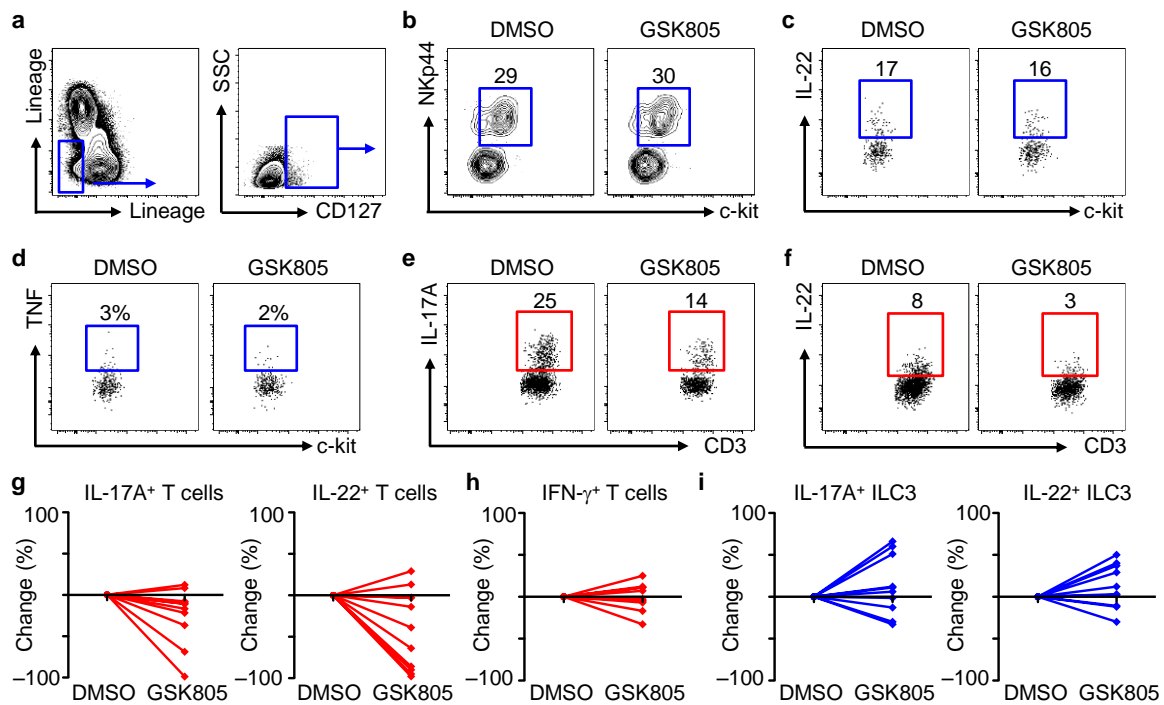 a
Lineage
Lineage
SSC
CD127
b
DMSO GSK805
NKp44
29 30
c-kit
c
DMSO GSK805
IL-22
17 16
c-kit
d
DMSO GSK805
TNF
3% 2%
c-kit
e
DMSO GSK805
IL-17A
25 14
CD3
f
DMSO GSK805
IL-22
8 3
CD3
g
IL-17A⁺ T cells
100
Change (%)
–100
DMSO GSK805
IL-22⁺ T cells
100
Change (%)
–100
DMSO GSK805
h
IFN-γ⁺ T cells
100
Change (%)
–100
DMSO GSK805
i
IL-17A⁺ ILC3
100
Change (%)
–100
DMSO GSK805
IL-22⁺ ILC3
100
Change (%)
–100
DMSO GSK805